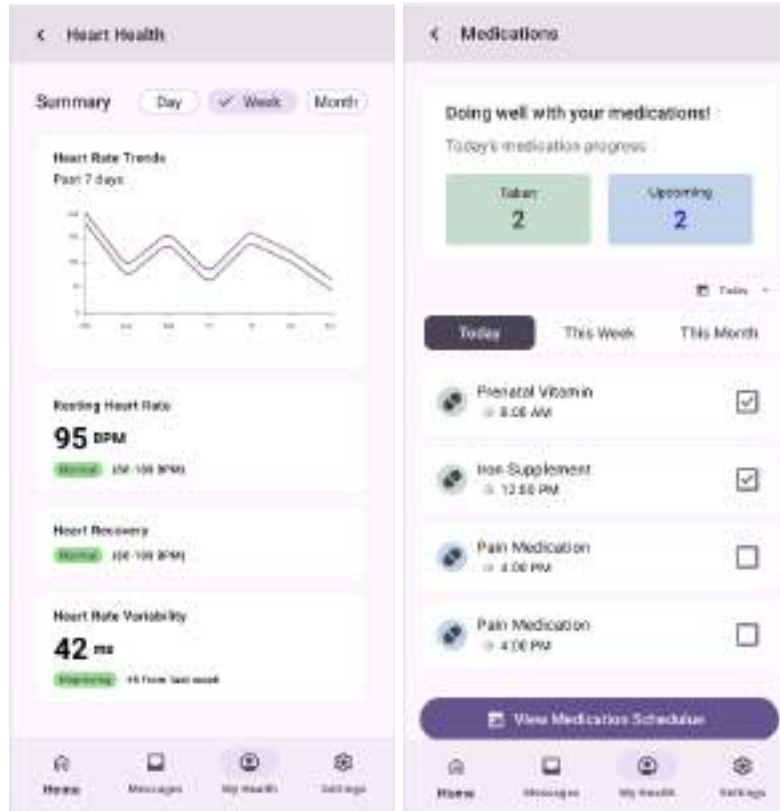 Heart Health
Summary
Day
Week
Month
Heart Rate Trends
Past 7 days
Resting Heart Rate
95 BPM
Normal
Heart Recovery
Normal
Heart Rate Variability
42 ms
Improving
from last week
Home
Messages
My Health
Settings
Medications
Doing well with your medications!
Today's medication progress
Taken
2
Upcoming
2
Today
Today
This Week
This Month
Prenatal Vitamin
8:00 AM
Iron Supplement
PM
Pain Medication
4:00 PM
Pain Medication
4:00 PM
View Medication
Home
Messages
My Health
Settings